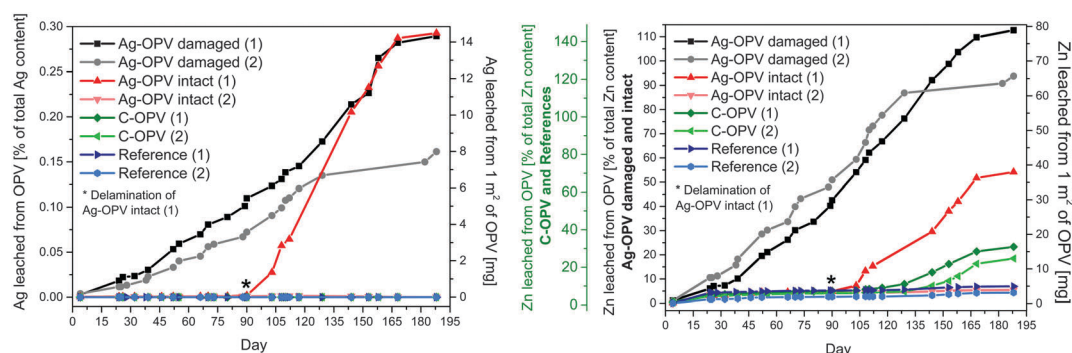 Ag leached from OPV [% of total Ag content]
0.30
0.25
0.20
0.15
0.10
0.05
0.00
Ag-OPV damaged (1)
Ag-OPV damaged (2)
Ag-OPV intact (1)
Ag-OPV intact (2)
C-OPV (1)
C-OPV (2)
Reference (1)
Reference (2)
* Delamination of
Ag-OPV intact (1)
*
0 15 30 45 60 75 90 105 120 135 150 165 180 195
Day
14
12
10
8
6
4
2
0
Ag leached from 1 m² of OPV [mg]
Zn leached from OPV [% of total Zn content]
C-OPV and References
140
120
100
80
60
40
20
0
Zn leached from OPV [% of total Zn content]
Ag-OPV damaged and intact
110
100
90
80
70
60
50
40
30
20
10
0
Ag-OPV damaged (1)
Ag-OPV damaged (2)
Ag-OPV intact (1)
Ag-OPV intact (2)
C-OPV (1)
C-OPV (2)
Reference (1)
Reference (2)
* Delamination of
Ag-OPV intact (1)
*
0 15 30 45 60 75 90 105 120 135 150 165 180 195
Day
80
70
60
50
40
30
20
10
0
Zn leached from 1 m²
of OPV [mg]